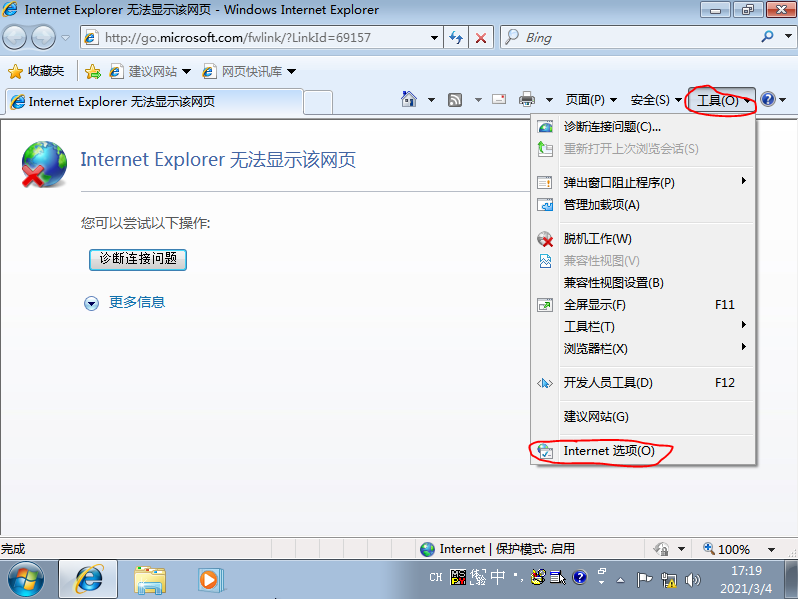 Internet Explorer 无法显示该网页 - Windows Internet Explorer
http://go.microsoft.com/fwlink/?LinkId=69157
Bing
收藏夹
建议网站
网页快讯库
Internet Explorer 无法显示该网页
页面(P)
安全(S)
工具(O)
Internet Explorer 无法显示该网页
您可以尝试以下操作:
诊断连接问题
更多信息
诊断连接问题(C)...
重新打开上次浏览会话(S)
弹出窗口阻止程序(P)
管理加载项(A)
脱机工作(W)
兼容性视图(V)
兼容性视图设置(B)
全屏显示(F) F11
工具栏(T)
浏览器栏(X)
开发人员工具(D) F12
建议网站(G)
Internet 选项(O)
完成
Internet | 保护模式: 启用
100%
CH
中
17:19
2021/3/4